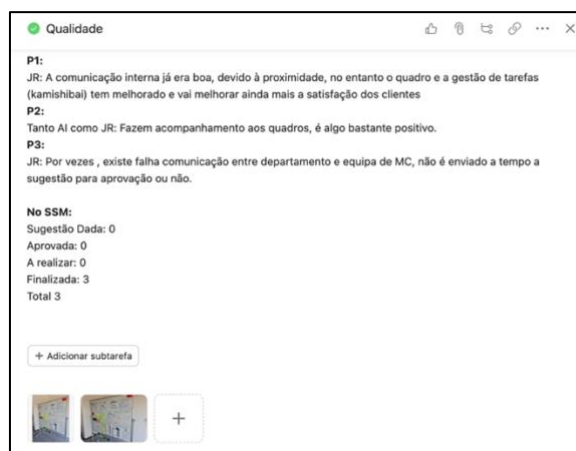 Qualidade
P1:
JR: A comunicação interna já era boa, devido à proximidade, no entanto o quadro e a gestão de tarefas
(kamishibai) tem melhorado e vai melhorar ainda mais a satisfação dos clientes
P2:
Tanto AI como JR: Fazem acompanhamento aos quadros, é algo bastante positivo.
P3:
JR: Por vezes , existe falha comunicação entre departamento e equipa de MC, não é enviado a tempo a
sugestão para aprovação ou não.
No SSM:
Sugestão Dada: 0
Aprovada: 0
A realizar: 0
Finalizada: 3
Total 3
+ Adicionar subtarefa